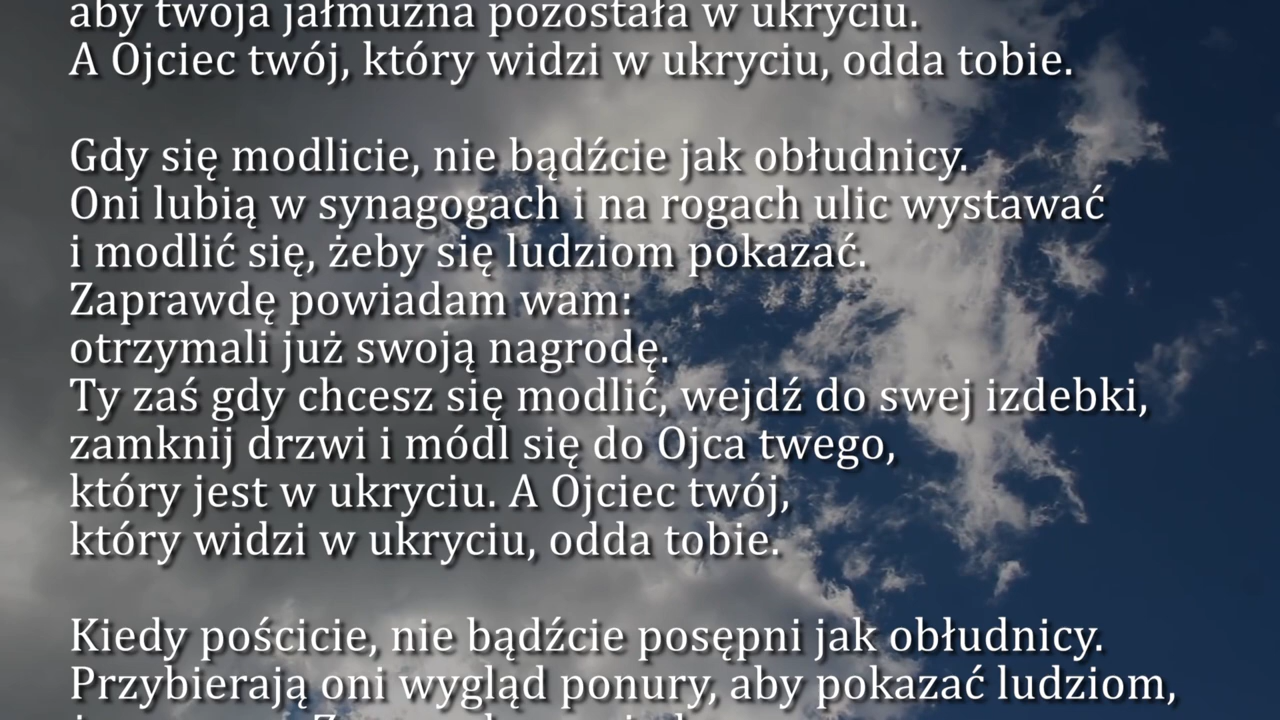 aby twoja jałmużna pozostała w ukryciu.
A Ojciec twój, który widzi w ukryciu, odda tobie.
Gdy się modlicie, nie bądźcie jak obłudnicy.
Oni lubią w synagogach i na rogach ulic wystawać
i modlić się, żeby się ludziom pokazać.
Zaprawdę powiadam wam:
otrzymali już swoją nagrodę.
Ty zaś gdy chcesz się modlić, wejdź do swej izdebki,
zamknij drzwi i módl się do Ojca twego,
który jest w ukryciu. A Ojciec twój,
który widzi w ukryciu, odda tobie.
Kiedy pościcie, nie bądźcie posępni jak obłudnicy.
Przybierają oni wygląd ponury, aby pokazać ludziom,